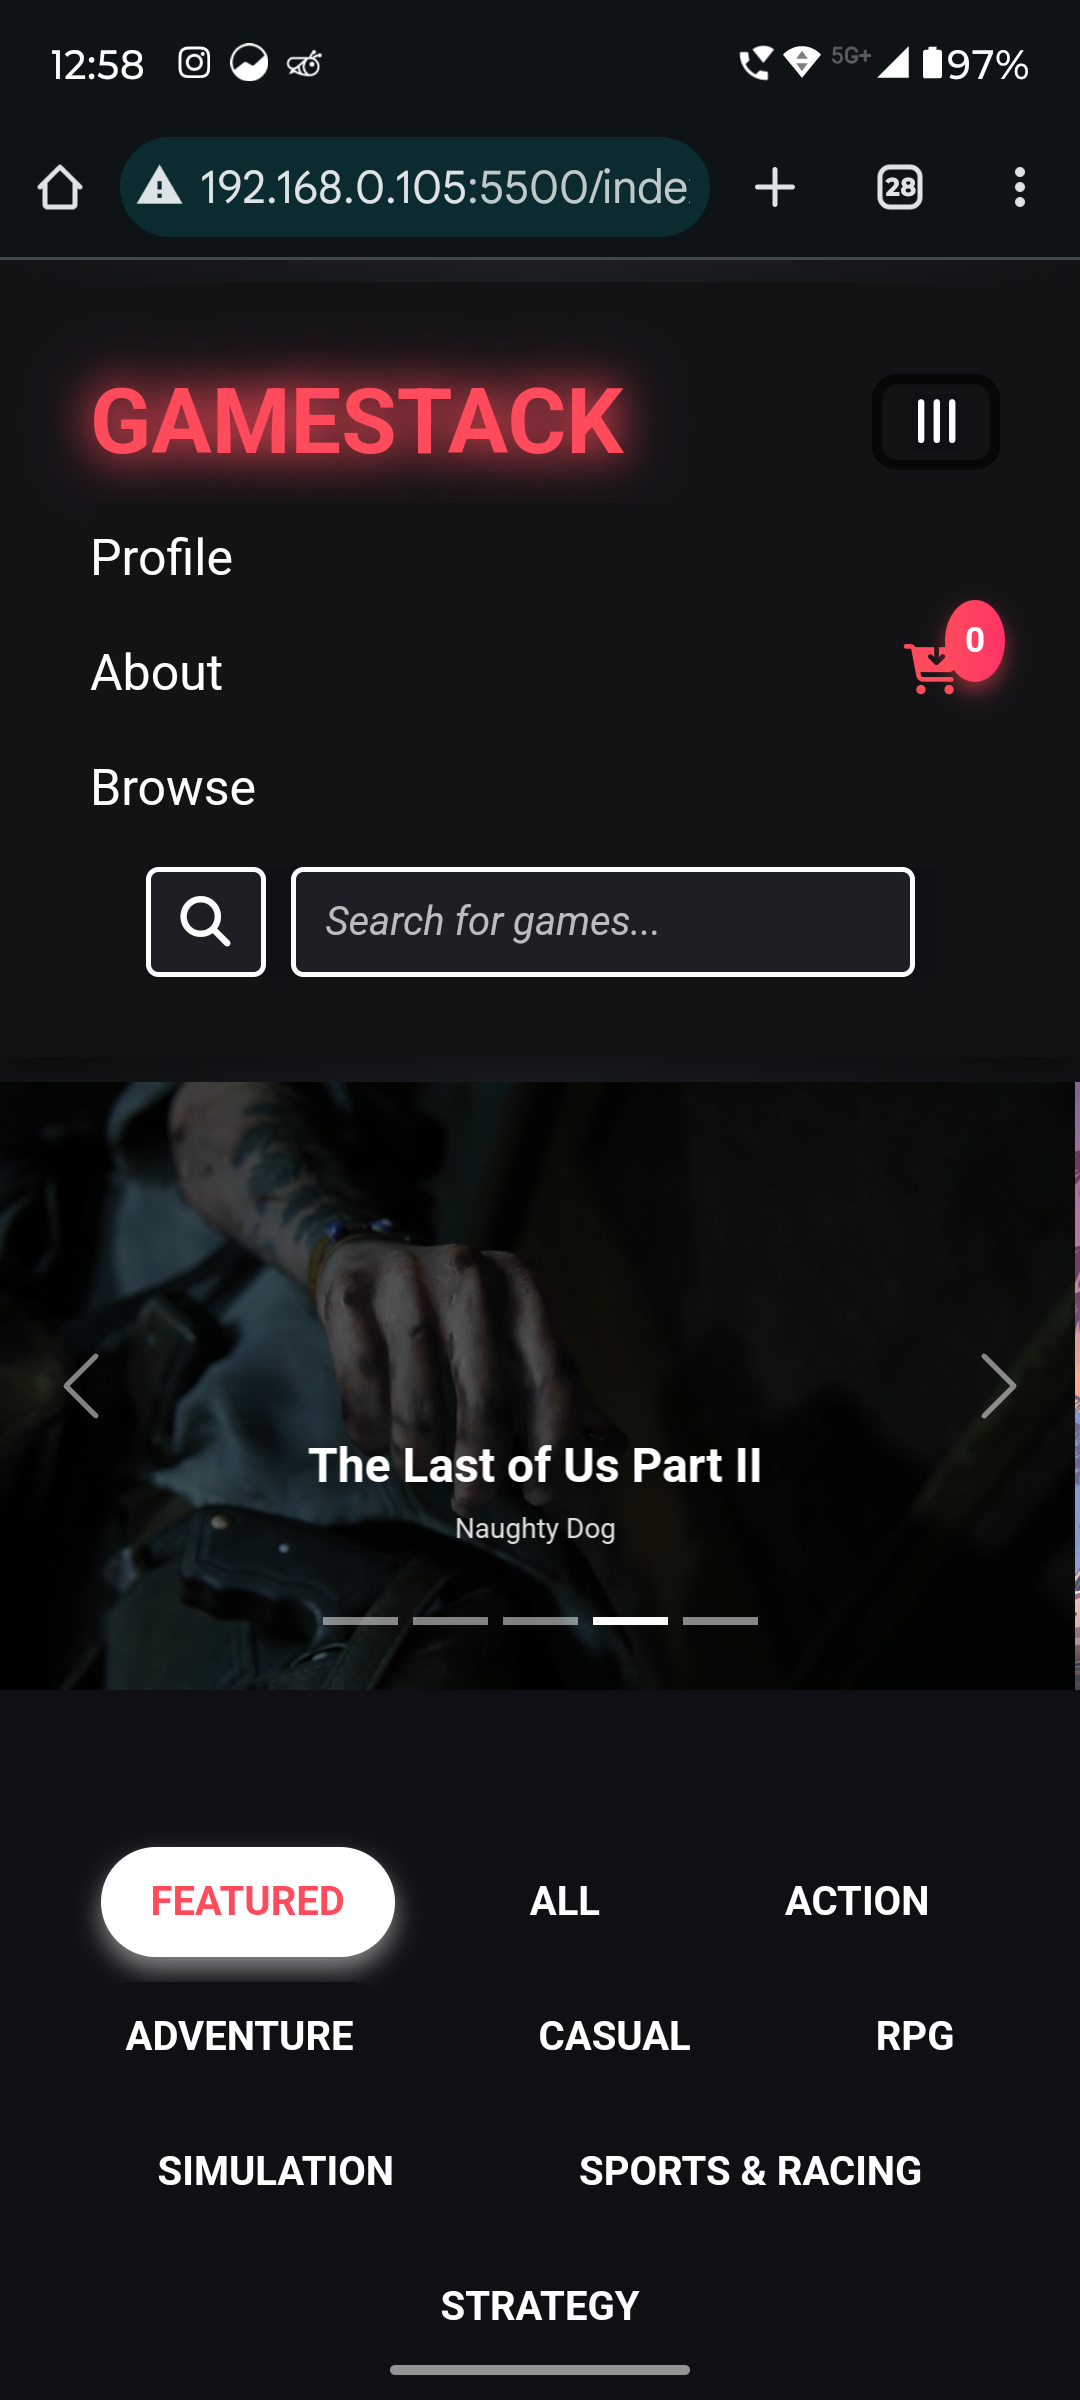 12:58 5G+ 97%
192.168.0.105:5500/inde
28
GAMESTACK
Profile
0
About
Browse
Search for games...
The Last of Us Part II
Naughty Dog
FEATURED ALL ACTION
ADVENTURE CASUAL RPG
SIMULATION SPORTS & RACING
STRATEGY